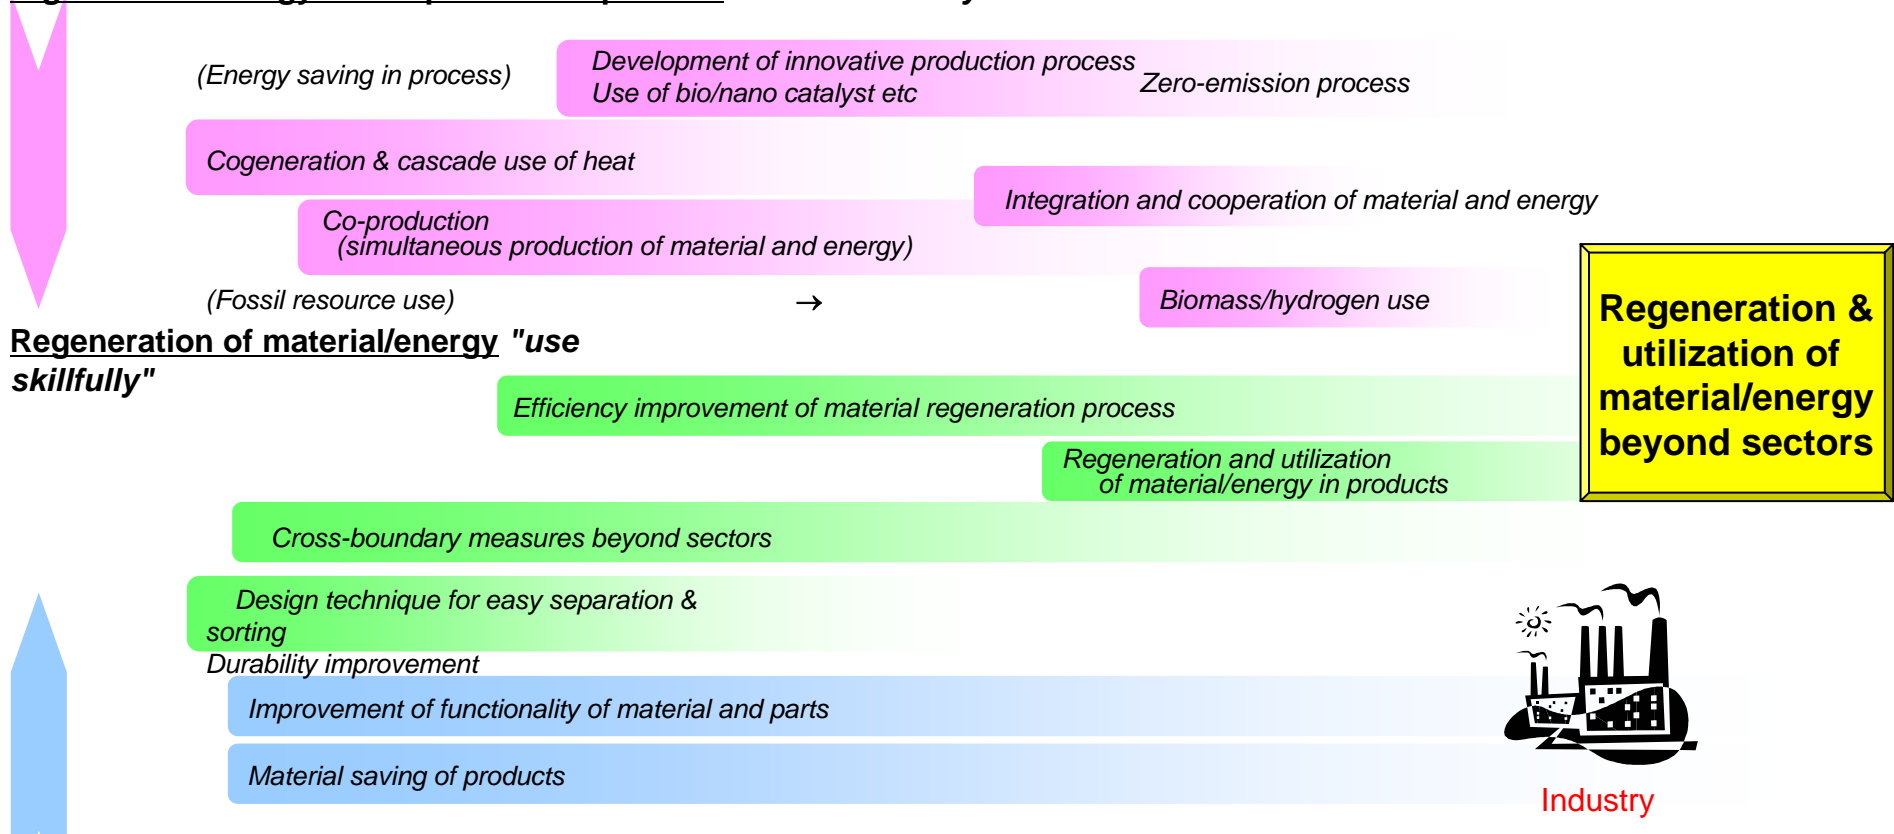 (Energy saving in process)
Development of innovative production process
Use of bio/nano catalyst etc
Zero-emission process
Cogeneration & cascade use of heat
Integration and cooperation of material and energy
Co-production
(simultaneous production of material and energy)
(Fossil resource use)
→
Biomass/hydrogen use
Regeneration &
utilization of
material/energy
beyond sectors
Regeneration of material/energy "use
skillfully"
Efficiency improvement of material regeneration process
Regeneration and utilization
of material/energy in products
Cross-boundary measures beyond sectors
Design technique for easy separation &
sorting
Durability improvement
Improvement of functionality of material and parts
Material saving of products
Industry